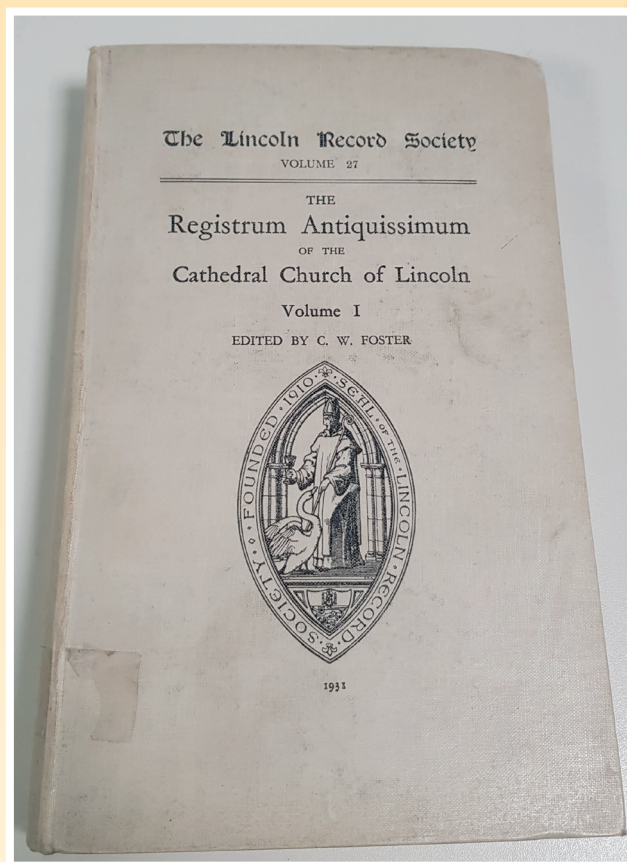 The Lincoln Record Society
VOLUME 27
THE
Registrum Antiquissimum
OF THE
Cathedral Church of Lincoln
Volume I
EDITED BY C. W. FOSTER
SEAL · OF THE · LINCOLN · RECORD · SOCIETY · FOUNDED · 1910
1931